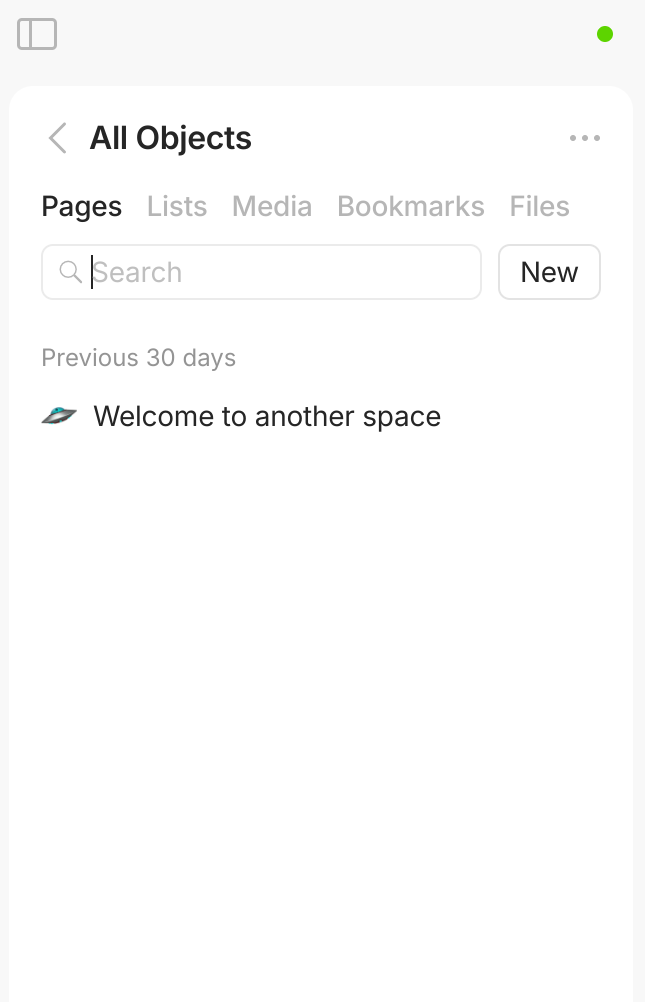 All Objects
Pages Lists Media Bookmarks Files
Search New
Previous 30 days
Welcome to another space